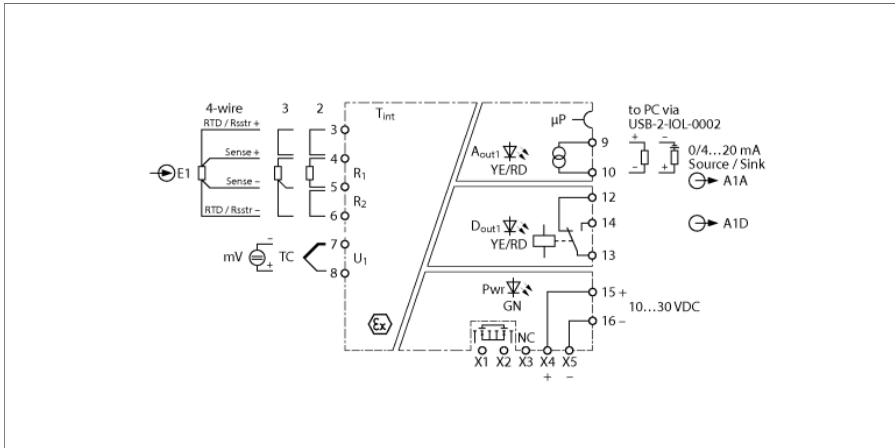 4-wire 3 2
RTD / Rsstr +
Sense +
Sense –
RTD / Rsstr –
E1
mV
–
+
TC
3
4
5
6
7
8
Tint
R1
R2
U1
Ex
µP
Aout1
YE/RD
Dout1
YE/RD
Pwr
GN
NC
X1 X2 X3 X4 X5
+ –
9
10
12
14
13
15 +
16 –
to PC via
USB-2-IOL-0002
+ –
– +
0/4…20 mA
Source / Sink
A1A
A1D
10…30 VDC